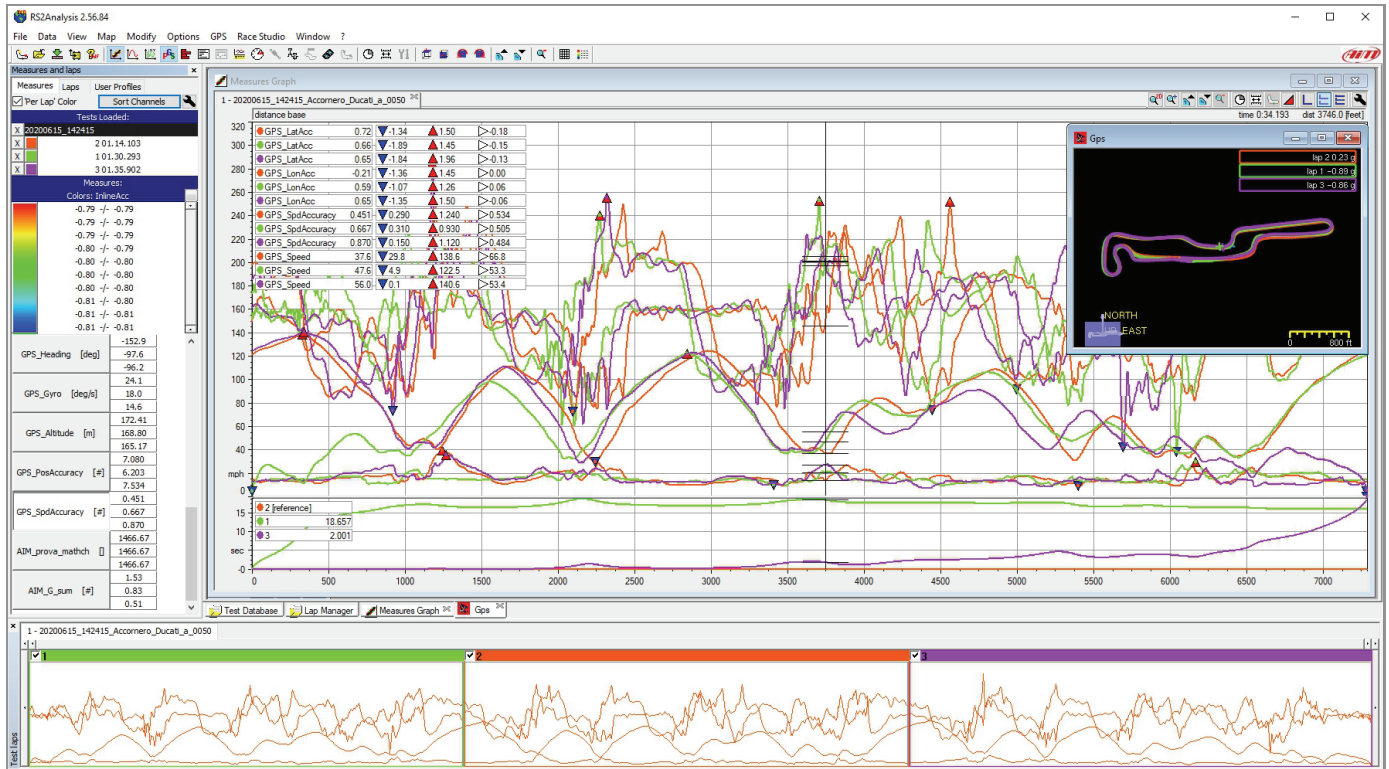 RS2Analysis 2.56.84
File Data View Map Modify Options GPS Race Studio Window ?
AiM
Measures and laps
Measures Laps User Profiles
'Per Lap' Color Sort Channels
Tests Loaded:
X 20200615_142415
X 2 01.14.103
X 1 01.30.293
X 3 01.35.902
Measures:
Colors: InlineAcc
-0.79 -/- -0.79
-0.79 -/- -0.79
-0.79 -/- -0.79
-0.80 -/- -0.79
-0.80 -/- -0.80
-0.80 -/- -0.80
-0.80 -/- -0.80
-0.81 -/- -0.80
-0.81 -/- -0.81
-0.81 -/- -0.81
-152.9
GPS_Heading [deg] -97.6
-96.2
24.1
GPS_Gyro [deg/s] 18.0
14.6
172.41
GPS_Altitude [m] 168.80
165.17
7.080
GPS_PosAccuracy [#] 6.203
7.534
0.451
GPS_SpdAccuracy [#] 0.667
0.870
1466.67
AIM_prova_mathch [] 1466.67
1466.67
1.53
AIM_G_sum [#] 0.83
0.51
Measures Graph
1 - 20200615_142415_Accornero_Ducati_a_0050
time 0:34.193 dist 3746.0 [feet]
distance base
GPS_LatAcc 0.72 -1.34 1.50 -0.18
GPS_LatAcc 0.66 -1.89 1.45 -0.15
GPS_LatAcc 0.65 -1.84 1.96 -0.13
GPS_LonAcc -0.21 -1.36 1.45 0.00
GPS_LonAcc 0.59 -1.07 1.26 0.06
GPS_LonAcc 0.65 -1.35 1.50 -0.06
GPS_SpdAccuracy 0.451 0.290 1.240 0.534
GPS_SpdAccuracy 0.667 0.310 0.930 0.505
GPS_SpdAccuracy 0.870 0.150 1.120 0.484
GPS_Speed 37.6 29.8 138.6 66.8
GPS_Speed 47.6 4.9 122.5 53.3
GPS_Speed 56.0 0.1 140.6 53.4
320
300
280
260
240
220
200
180
160
140
120
100
80
60
40
mph
0
2 [reference]
1 18.657
3 2.001
15
10
sec
-0
0 500 1000 1500 2000 2500 3000 3500 4000 4500 5000 5500 6000 6500 7000
Gps
lap 2 0.23 g
lap 1 -0.89 g
lap 3 -0.86 g
NORTH
EAST
0 800 ft
Test Database Lap Manager Measures Graph Gps
1 - 20200615_142415_Accornero_Ducati_a_0050
1 2 3
Test laps